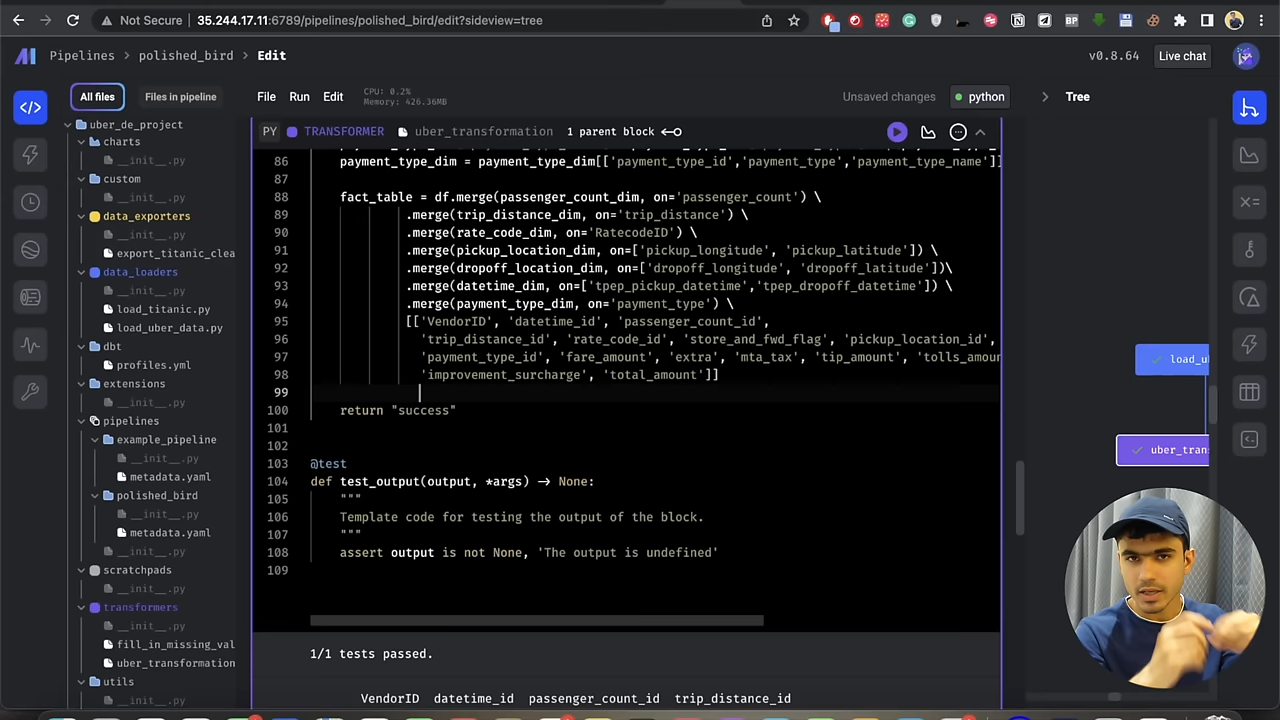 Not Secure 35.244.17.11:6789/pipelines/polished_bird/edit?sideview=tree
Pipelines > polished_bird > Edit
v0.8.64 Live chat
All files Files in pipeline
File Run Edit CPU: 0.2% Unsaved changes python Tree
Memory: 426.36MB
uber_de_project
charts
__init__.py
custom
__init__.py
data_exporters
__init__.py
export_titanic_clea
data_loaders
__init__.py
load_titanic.py
load_uber_data.py
dbt
profiles.yml
extensions
__init__.py
pipelines
example_pipeline
__init__.py
metadata.yaml
polished_bird
__init__.py
metadata.yaml
__init__.py
scratchpads
__init__.py
transformers
__init__.py
fill_in_missing_val
uber_transformation
utils
__init__.py
PY TRANSFORMER uber_transformation 1 parent block
86 payment_type_dim = payment_type_dim[['payment_type_id','payment_type','payment_type_name']]
87
88 fact_table = df.merge(passenger_count_dim, on='passenger_count') \
89 .merge(trip_distance_dim, on='trip_distance') \
90 .merge(rate_code_dim, on='RatecodeID') \
91 .merge(pickup_location_dim, on=['pickup_longitude', 'pickup_latitude']) \
92 .merge(dropoff_location_dim, on=['dropoff_longitude', 'dropoff_latitude'])\
93 .merge(datetime_dim, on=['tpep_pickup_datetime','tpep_dropoff_datetime']) \
94 .merge(payment_type_dim, on='payment_type') \
95 [['VendorID', 'datetime_id', 'passenger_count_id',
96 'trip_distance_id', 'rate_code_id', 'store_and_fwd_flag', 'pickup_location_id',
97 'payment_type_id', 'fare_amount', 'extra', 'mta_tax', 'tip_amount', 'tolls_amou
98 'improvement_surcharge', 'total_amount']]
99
100 return "success"
101
102
103 @test
104 def test_output(output, *args) -> None:
105 """
106 Template code for testing the output of the block.
107 """
108 assert output is not None, 'The output is undefined'
109
1/1 tests passed.
VendorID datetime_id passenger_count_id trip_distance_id
load_u
uber_tran